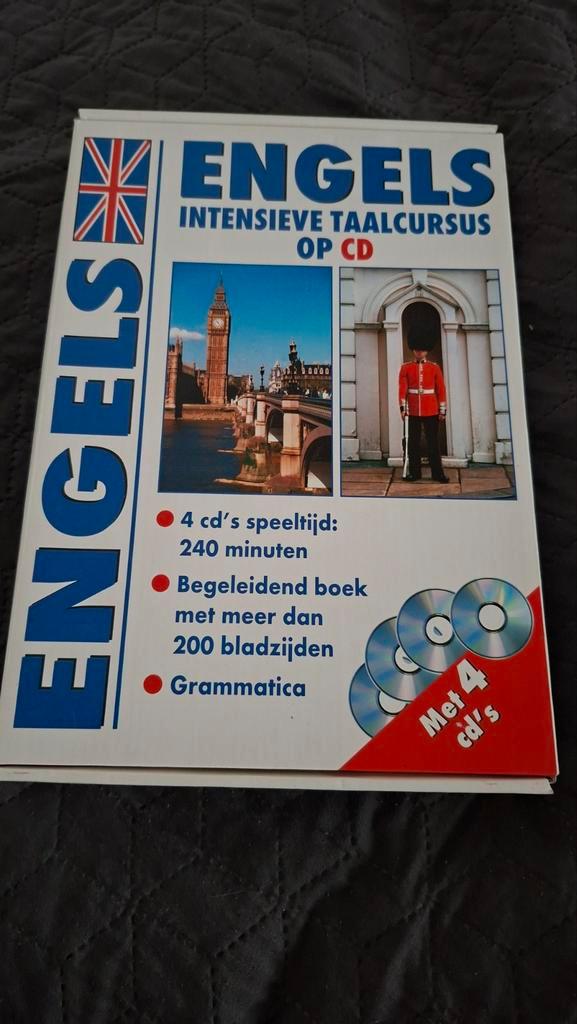 ENGELS
ENGELS
INTENSIEVE TAALCURSUS
OP CD
4 cd's speeltijd:
240 minuten
Begeleidend boek
met meer dan
200 bladzijden
Grammatica
Met 4
cd's